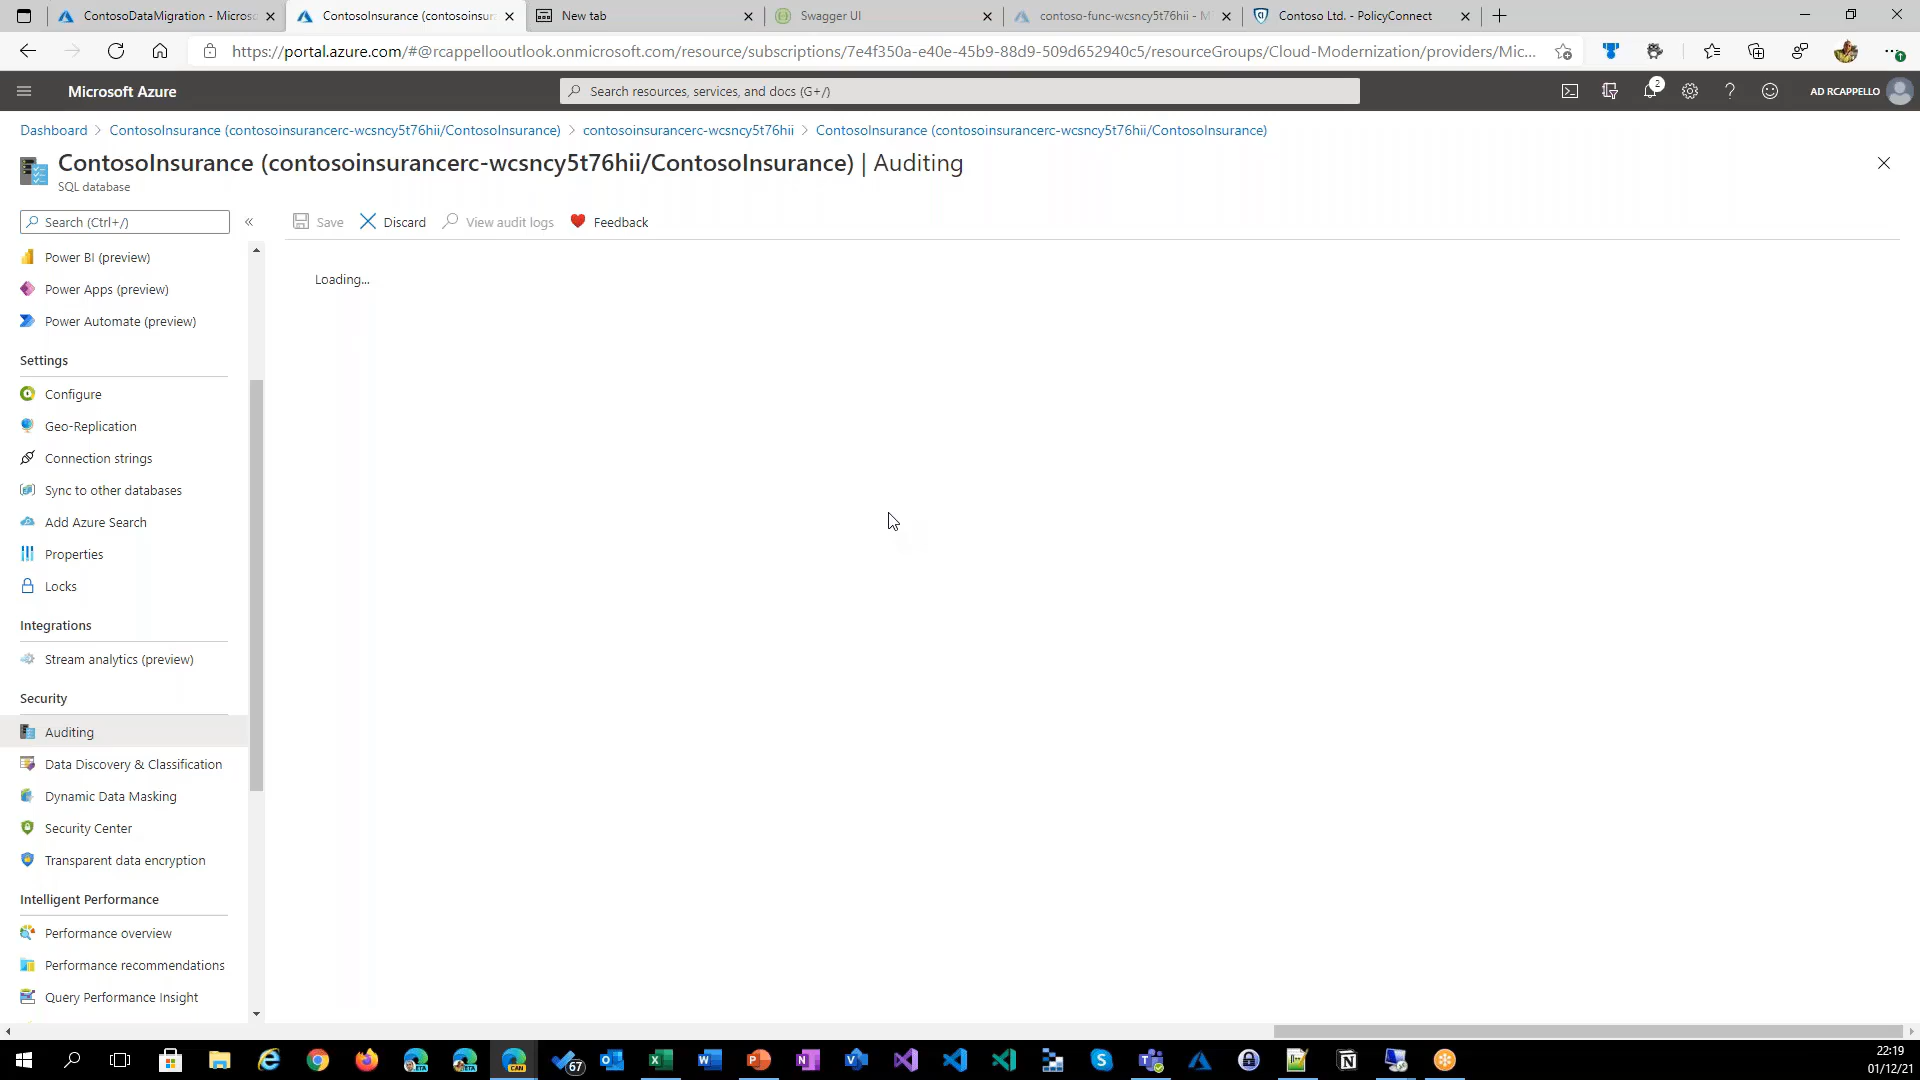 ContosoDataMigration - Micros
ContosoInsurance (contosoinsur
New tab
Swagger UI
contoso-func-wcsncy5t76hii - M
Contoso Ltd. - PolicyConnect
https://portal.azure.com/#@rcappellooutlook.onmicrosoft.com/resource/subscriptions/7e4f350a-e40e-45b9-88d9-509d652940c5/resourceGroups/Cloud-Modernization/providers/Mic...
Microsoft Azure
Search resources, services, and docs (G+/)
2
AD RCAPPELLO
Dashboard > ContosoInsurance (contosoinsurancerc-wcsncy5t76hii/ContosoInsurance) > contosoinsurancerc-wcsncy5t76hii > ContosoInsurance (contosoinsurancerc-wcsncy5t76hii/ContosoInsurance)
ContosoInsurance (contosoinsurancerc-wcsncy5t76hii/ContosoInsurance) | Auditing
SQL database
Search (Ctrl+/)
Save
Discard
View audit logs
Feedback
Loading...
Power BI (preview)
Power Apps (preview)
Power Automate (preview)
Settings
Configure
Geo-Replication
Connection strings
Sync to other databases
Add Azure Search
Properties
Locks
Integrations
Stream analytics (preview)
Security
Auditing
Data Discovery & Classification
Dynamic Data Masking
Security Center
Transparent data encryption
Intelligent Performance
Performance overview
Performance recommendations
Query Performance Insight
BETA
BETA
CAN
67
22:19
01/12/21